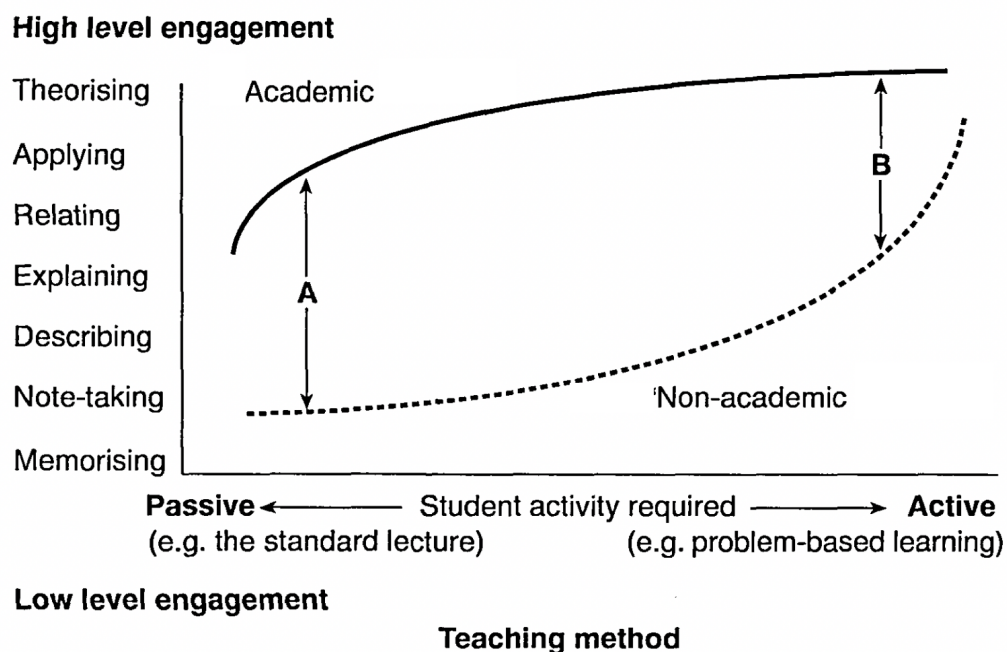 High level engagement
Theorising
Academic
Applying
B
Relating
Explaining
A
Describing
Note-taking
'Non-academic
Memorising
Passive Student activity required Active
(e.g. the standard lecture) (e.g. problem-based learning)
Low level engagement
Teaching method